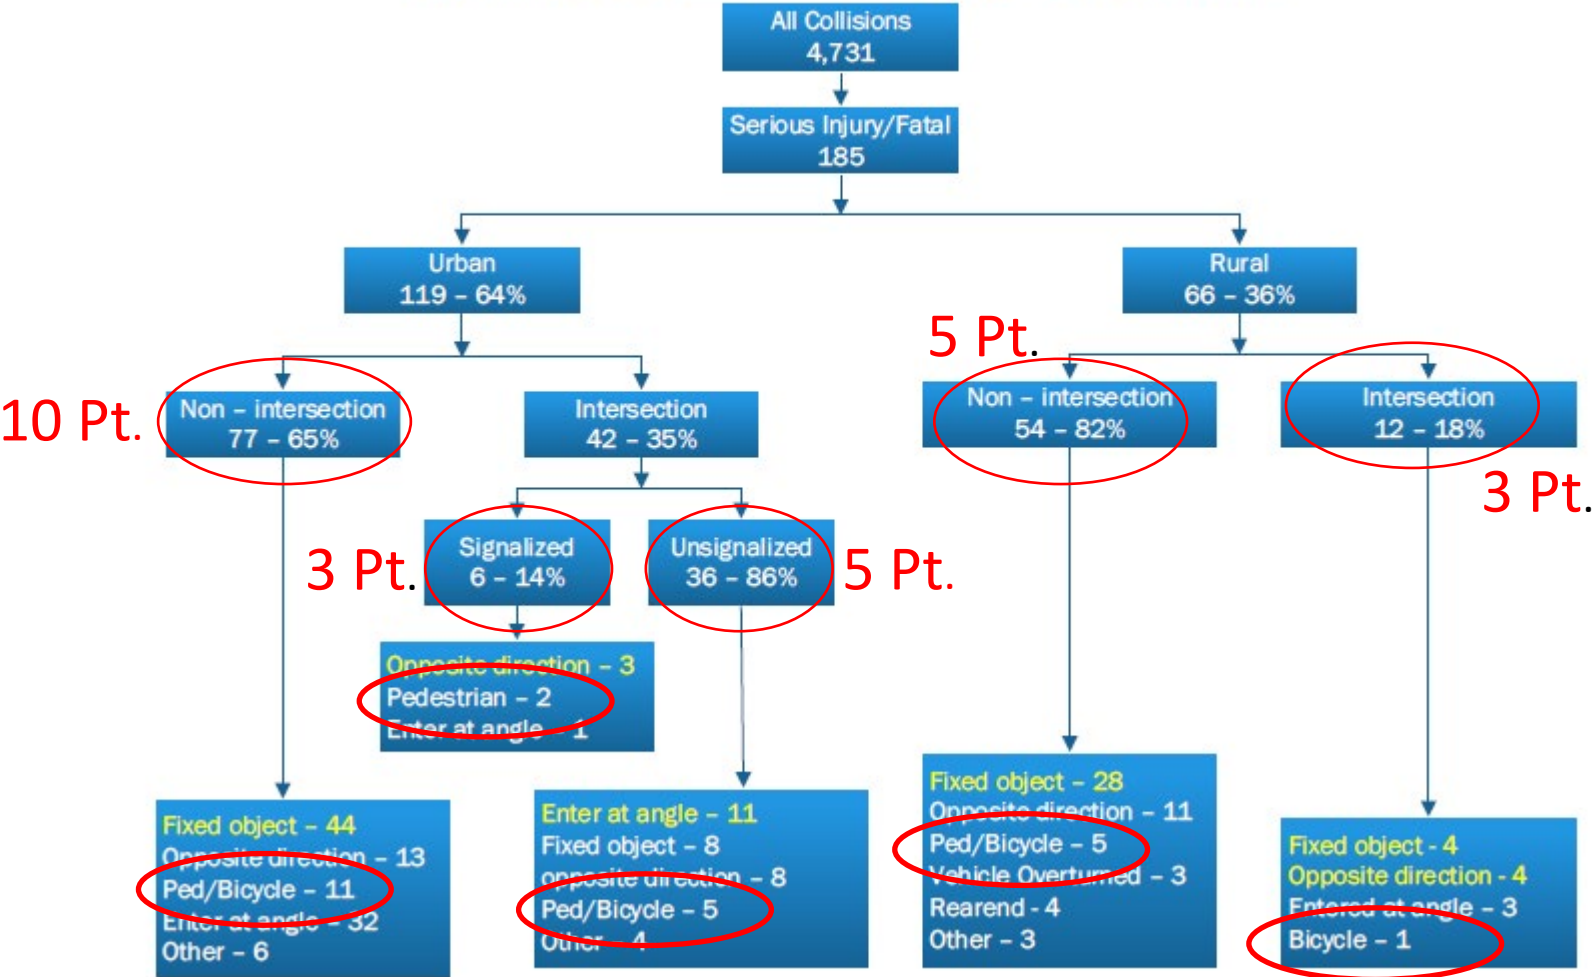 All Collisions
4,731
Serious Injury/Fatal
185
Urban
119 – 64%
Rural
66 – 36%
5 Pt.
10 Pt.
Non – intersection
77 – 65%
Intersection
42 – 35%
Non – intersection
54 – 82%
Intersection
12 – 18%
3 Pt.
3 Pt.
Signalized
6 – 14%
Unsignalized
36 – 86%
5 Pt.
Opposite direction – 3
Pedestrian – 2
Enter at angle – 1
Fixed object – 44
Opposite direction – 13
Ped/Bicycle – 11
Enter at angle – 32
Other – 6
Enter at angle – 11
Fixed object – 8
opposite direction – 8
Ped/Bicycle – 5
Other – 4
Fixed object – 28
Opposite direction – 11
Ped/Bicycle – 5
Vehicle Overturned – 3
Rearend - 4
Other – 3
Fixed object - 4
Opposite direction - 4
Entered at angle – 3
Bicycle – 1